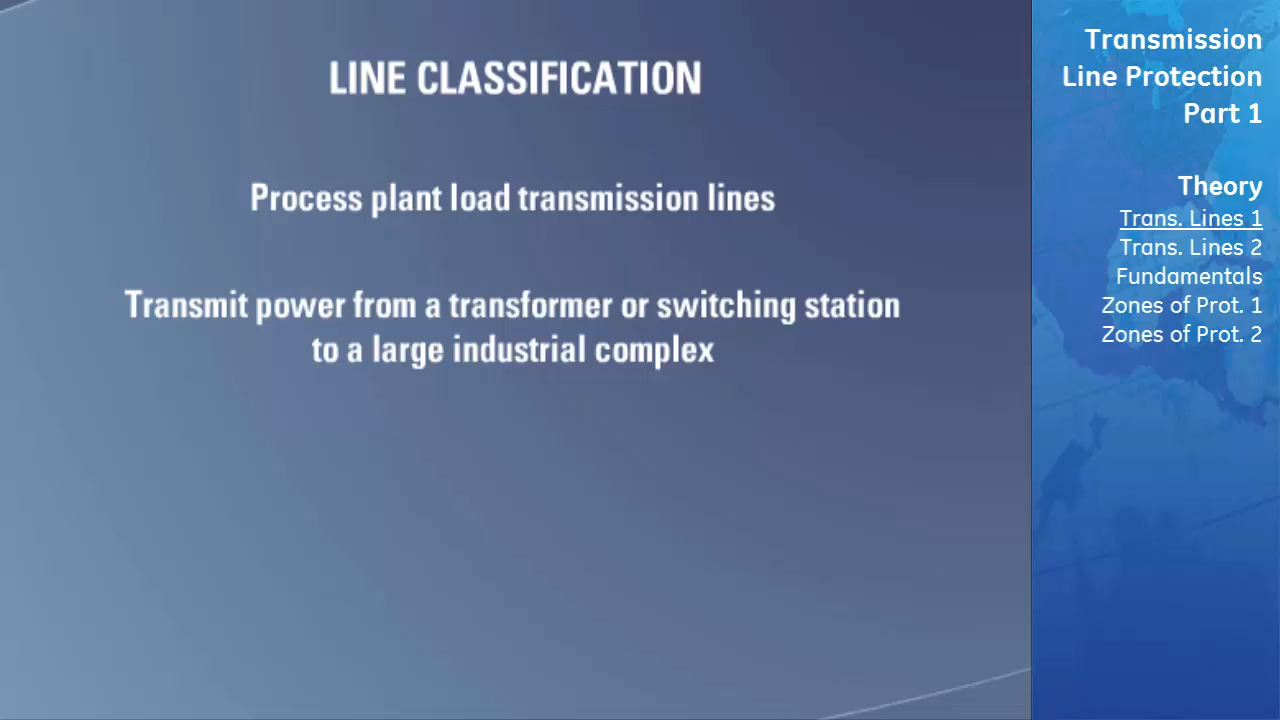 LINE CLASSIFICATION
Process plant load transmission lines
Transmit power from a transformer or switching station
to a large industrial complex
Transmission
Line Protection
Part 1
Theory
Trans. Lines 1
Trans. Lines 2
Fundamentals
Zones of Prot. 1
Zones of Prot. 2